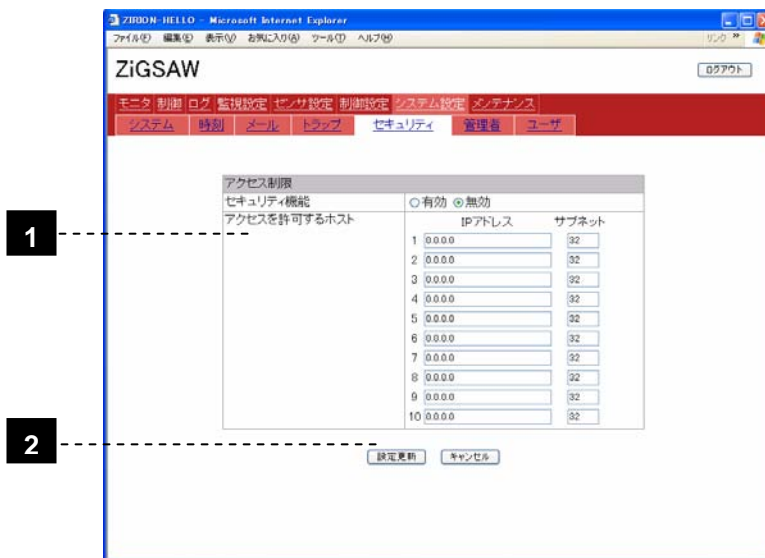 ZIRION-HELLO - Microsoft Internet Explorer
ファイル(F) 編集(E) 表示(V) お気に入り(A) ツール(T) ヘルプ(H) リンク »
ZiGSAW ログアウト
モニタ 制御 ログ 監視設定 センサ設定 制御設定 システム設定 メンテナンス
システム 時刻 メール トラップ セキュリティ 管理者 ユーザ
アクセス制限
セキュリティ機能 有効 無効
アクセスを許可するホスト IPアドレス サブネット
1
1 0.0.0.0 32
2 0.0.0.0 32
3 0.0.0.0 32
4 0.0.0.0 32
5 0.0.0.0 32
6 0.0.0.0 32
7 0.0.0.0 32
8 0.0.0.0 32
9 0.0.0.0 32
10 0.0.0.0 32
2
設定更新 キャンセル